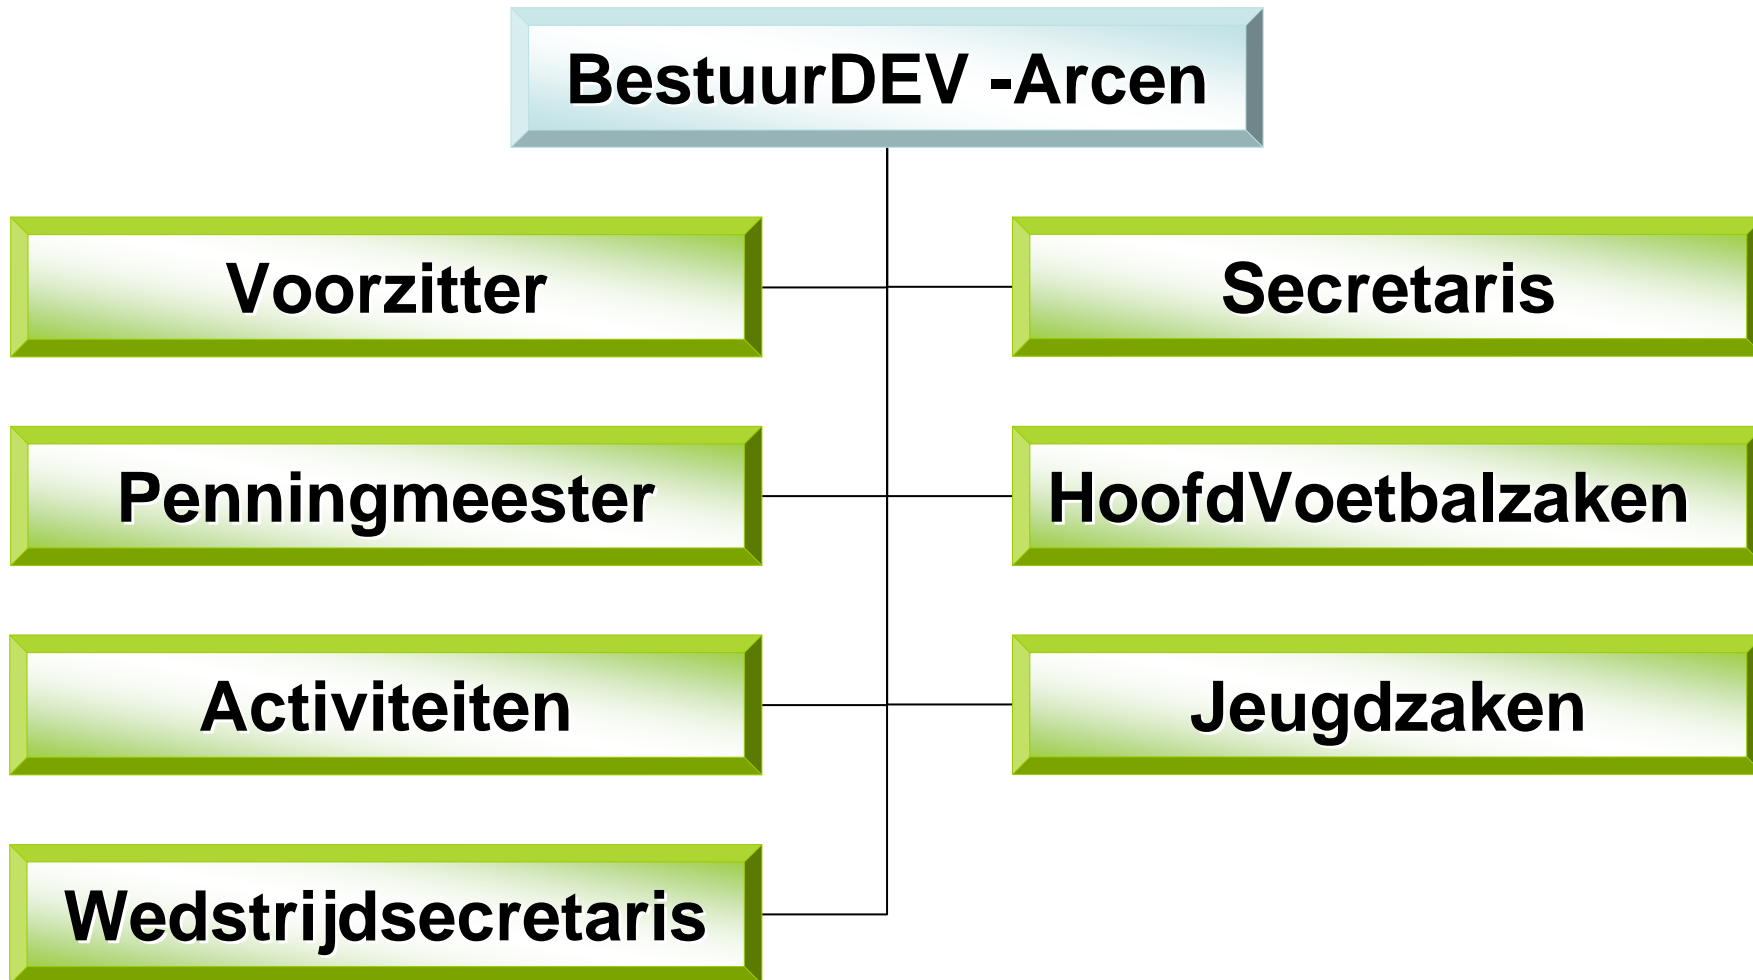 BestuurDEV -Arcen
Voorzitter
Secretaris
Penningmeester
HoofdVoetbalzaken
Activiteiten
Jeugdzaken
Wedstrijdsecretaris